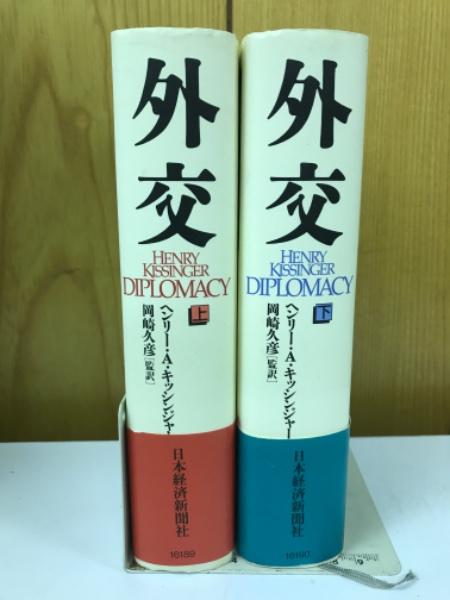 外交
HENRY
KISSINGER
DIPLOMACY
上
ヘンリー・A・キッシンジャー
岡崎久彦[監訳]
日本経済新聞社
16189
外交
HENRY
KISSINGER
DIPLOMACY
下
ヘンリー・A・キッシンジャー
岡崎久彦[監訳]
日本経済新聞社
16190